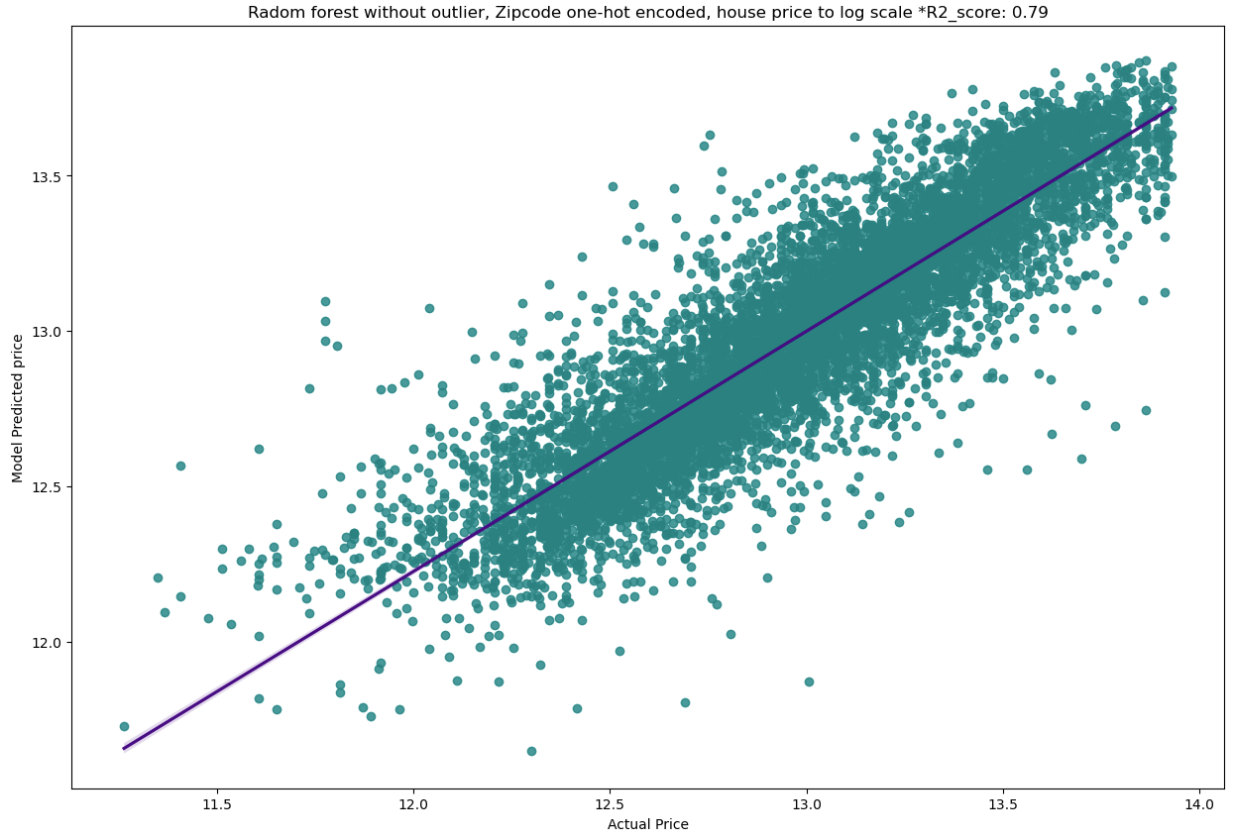 Radom forest without outlier, Zipcode one-hot encoded, house price to log scale *R2_score: 0.79
Model Predicted price
13.5
13.0
12.5
12.0
11.5 12.0 12.5 13.0 13.5 14.0
Actual Price